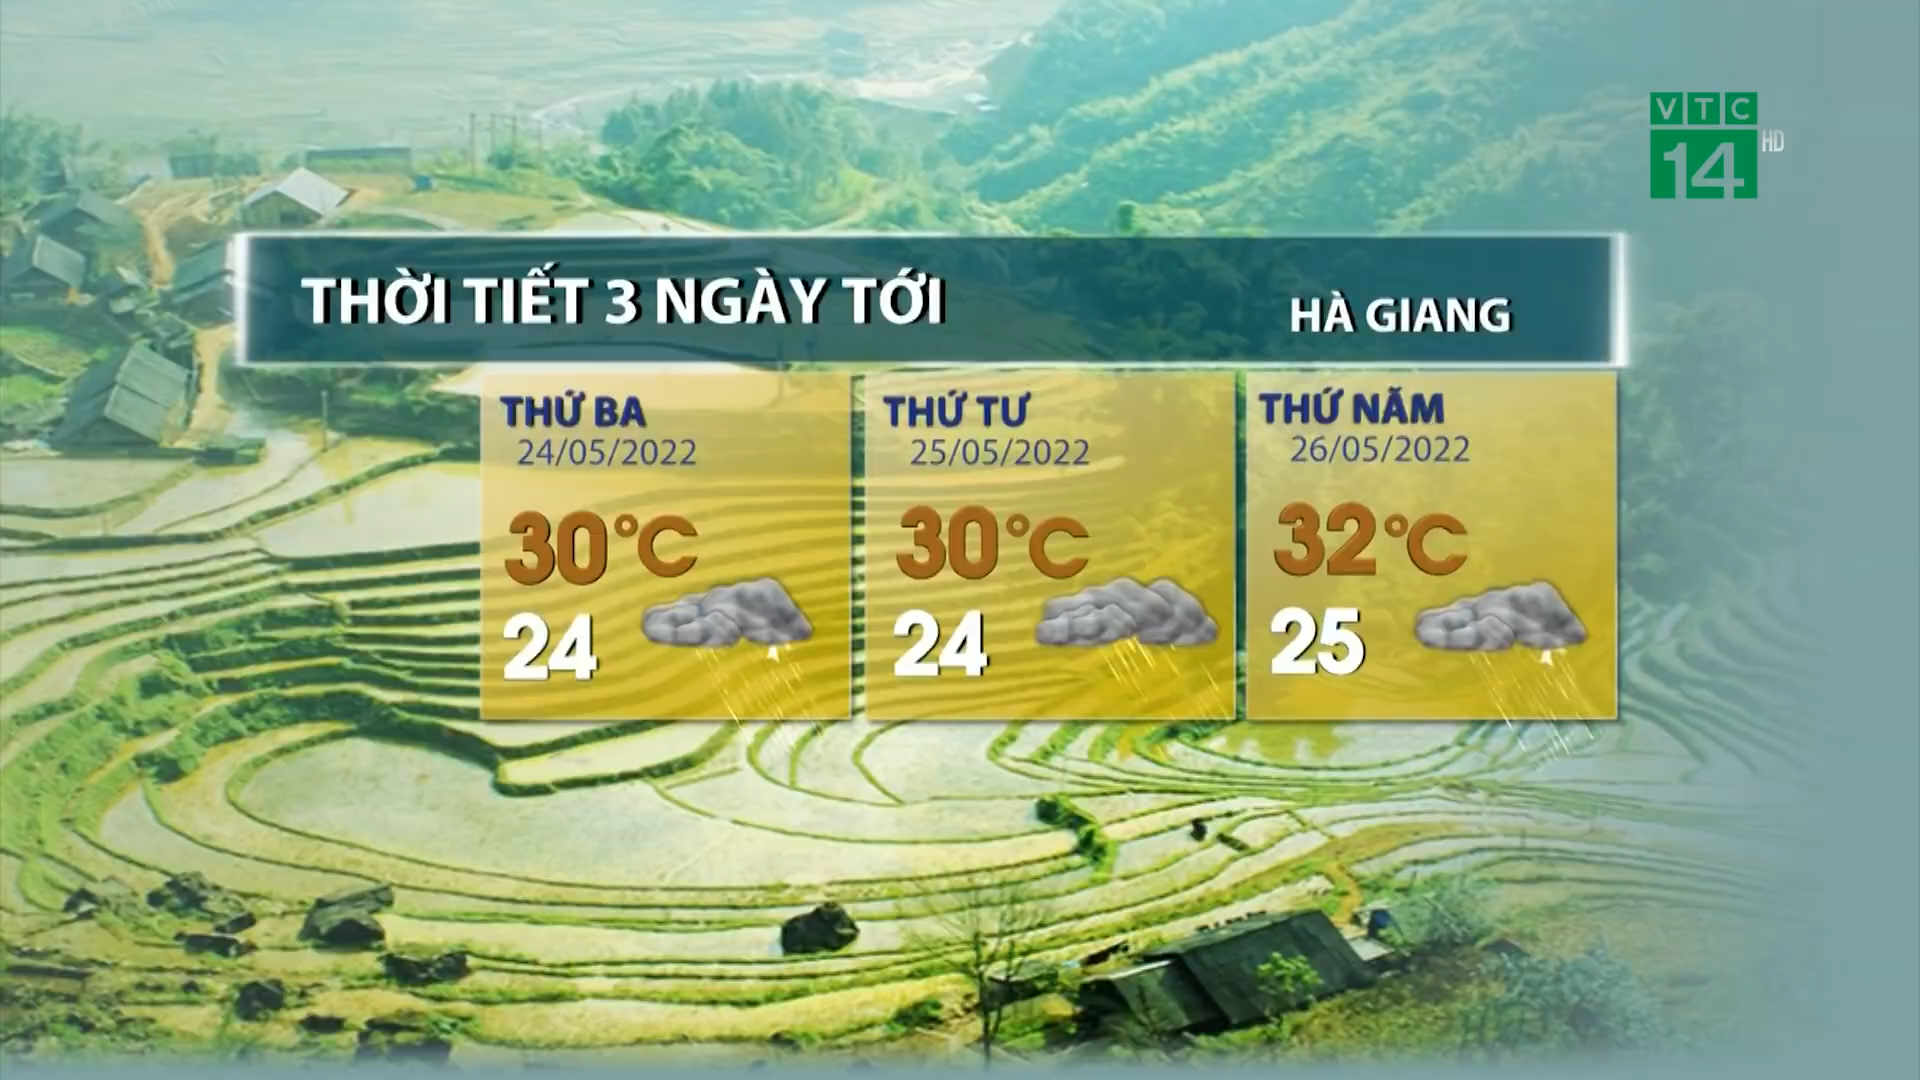 VTC
14 HD
THỜI TIẾT 3 NGÀY TỚI
HÀ GIANG
THỨ BA
24/05/2022
30°C
24
THỨ TƯ
25/05/2022
30°C
24
THỨ NĂM
26/05/2022
32°C
25